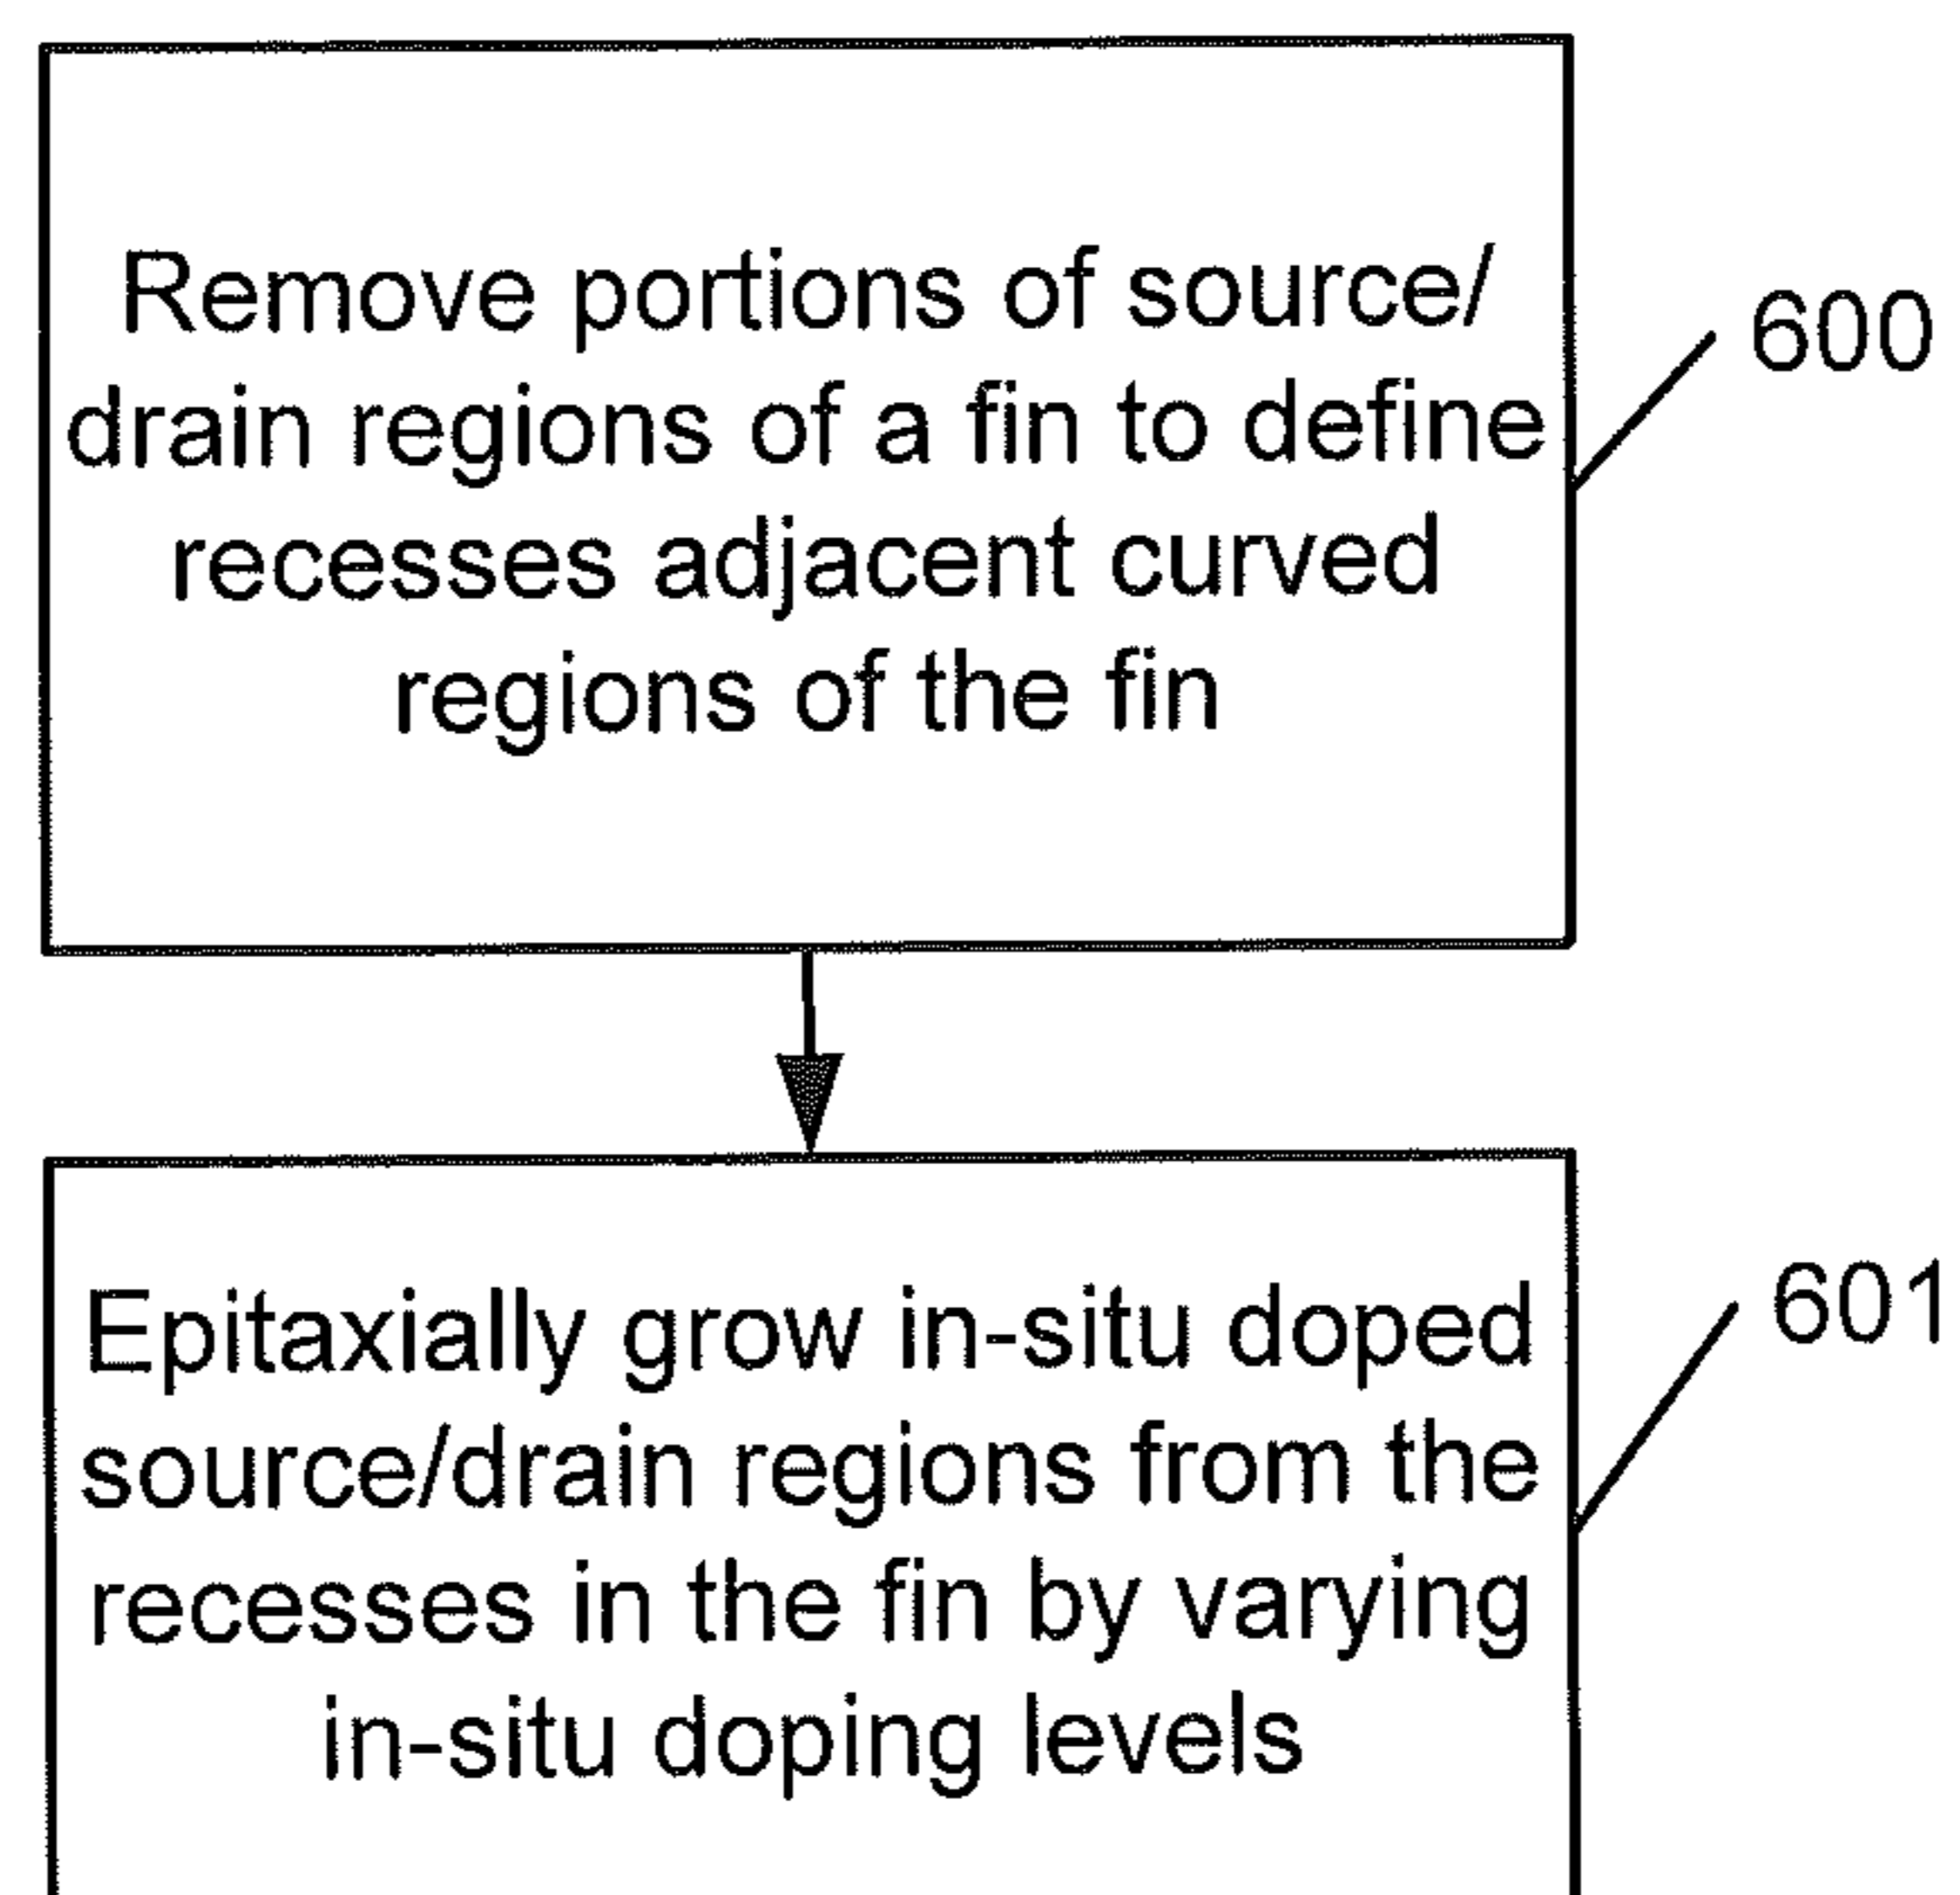 Remove portions of source/
drain regions of a fin to define
recesses adjacent curved
regions of the fin
600
Epitaxially grow in-situ doped
source/drain regions from the
recesses in the fin by varying
in-situ doping levels
601